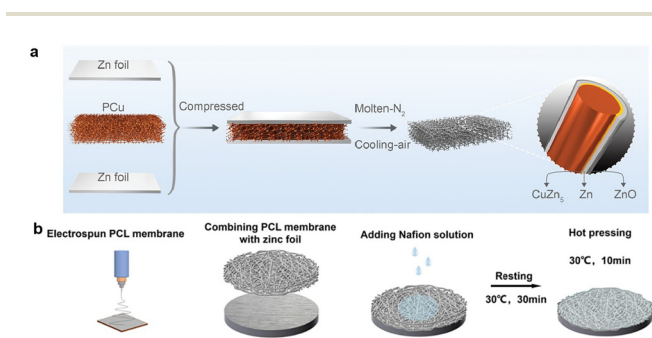 a
Zn foil
PCu
Zn foil
Compressed
Molten-N₂
Cooling-air
CuZn₅
Zn
ZnO
b
Electrospun PCL membrane
Combining PCL membrane
with zinc foil
Adding Nafion solution
Resting
30℃, 30min
Hot pressing
30℃, 10min